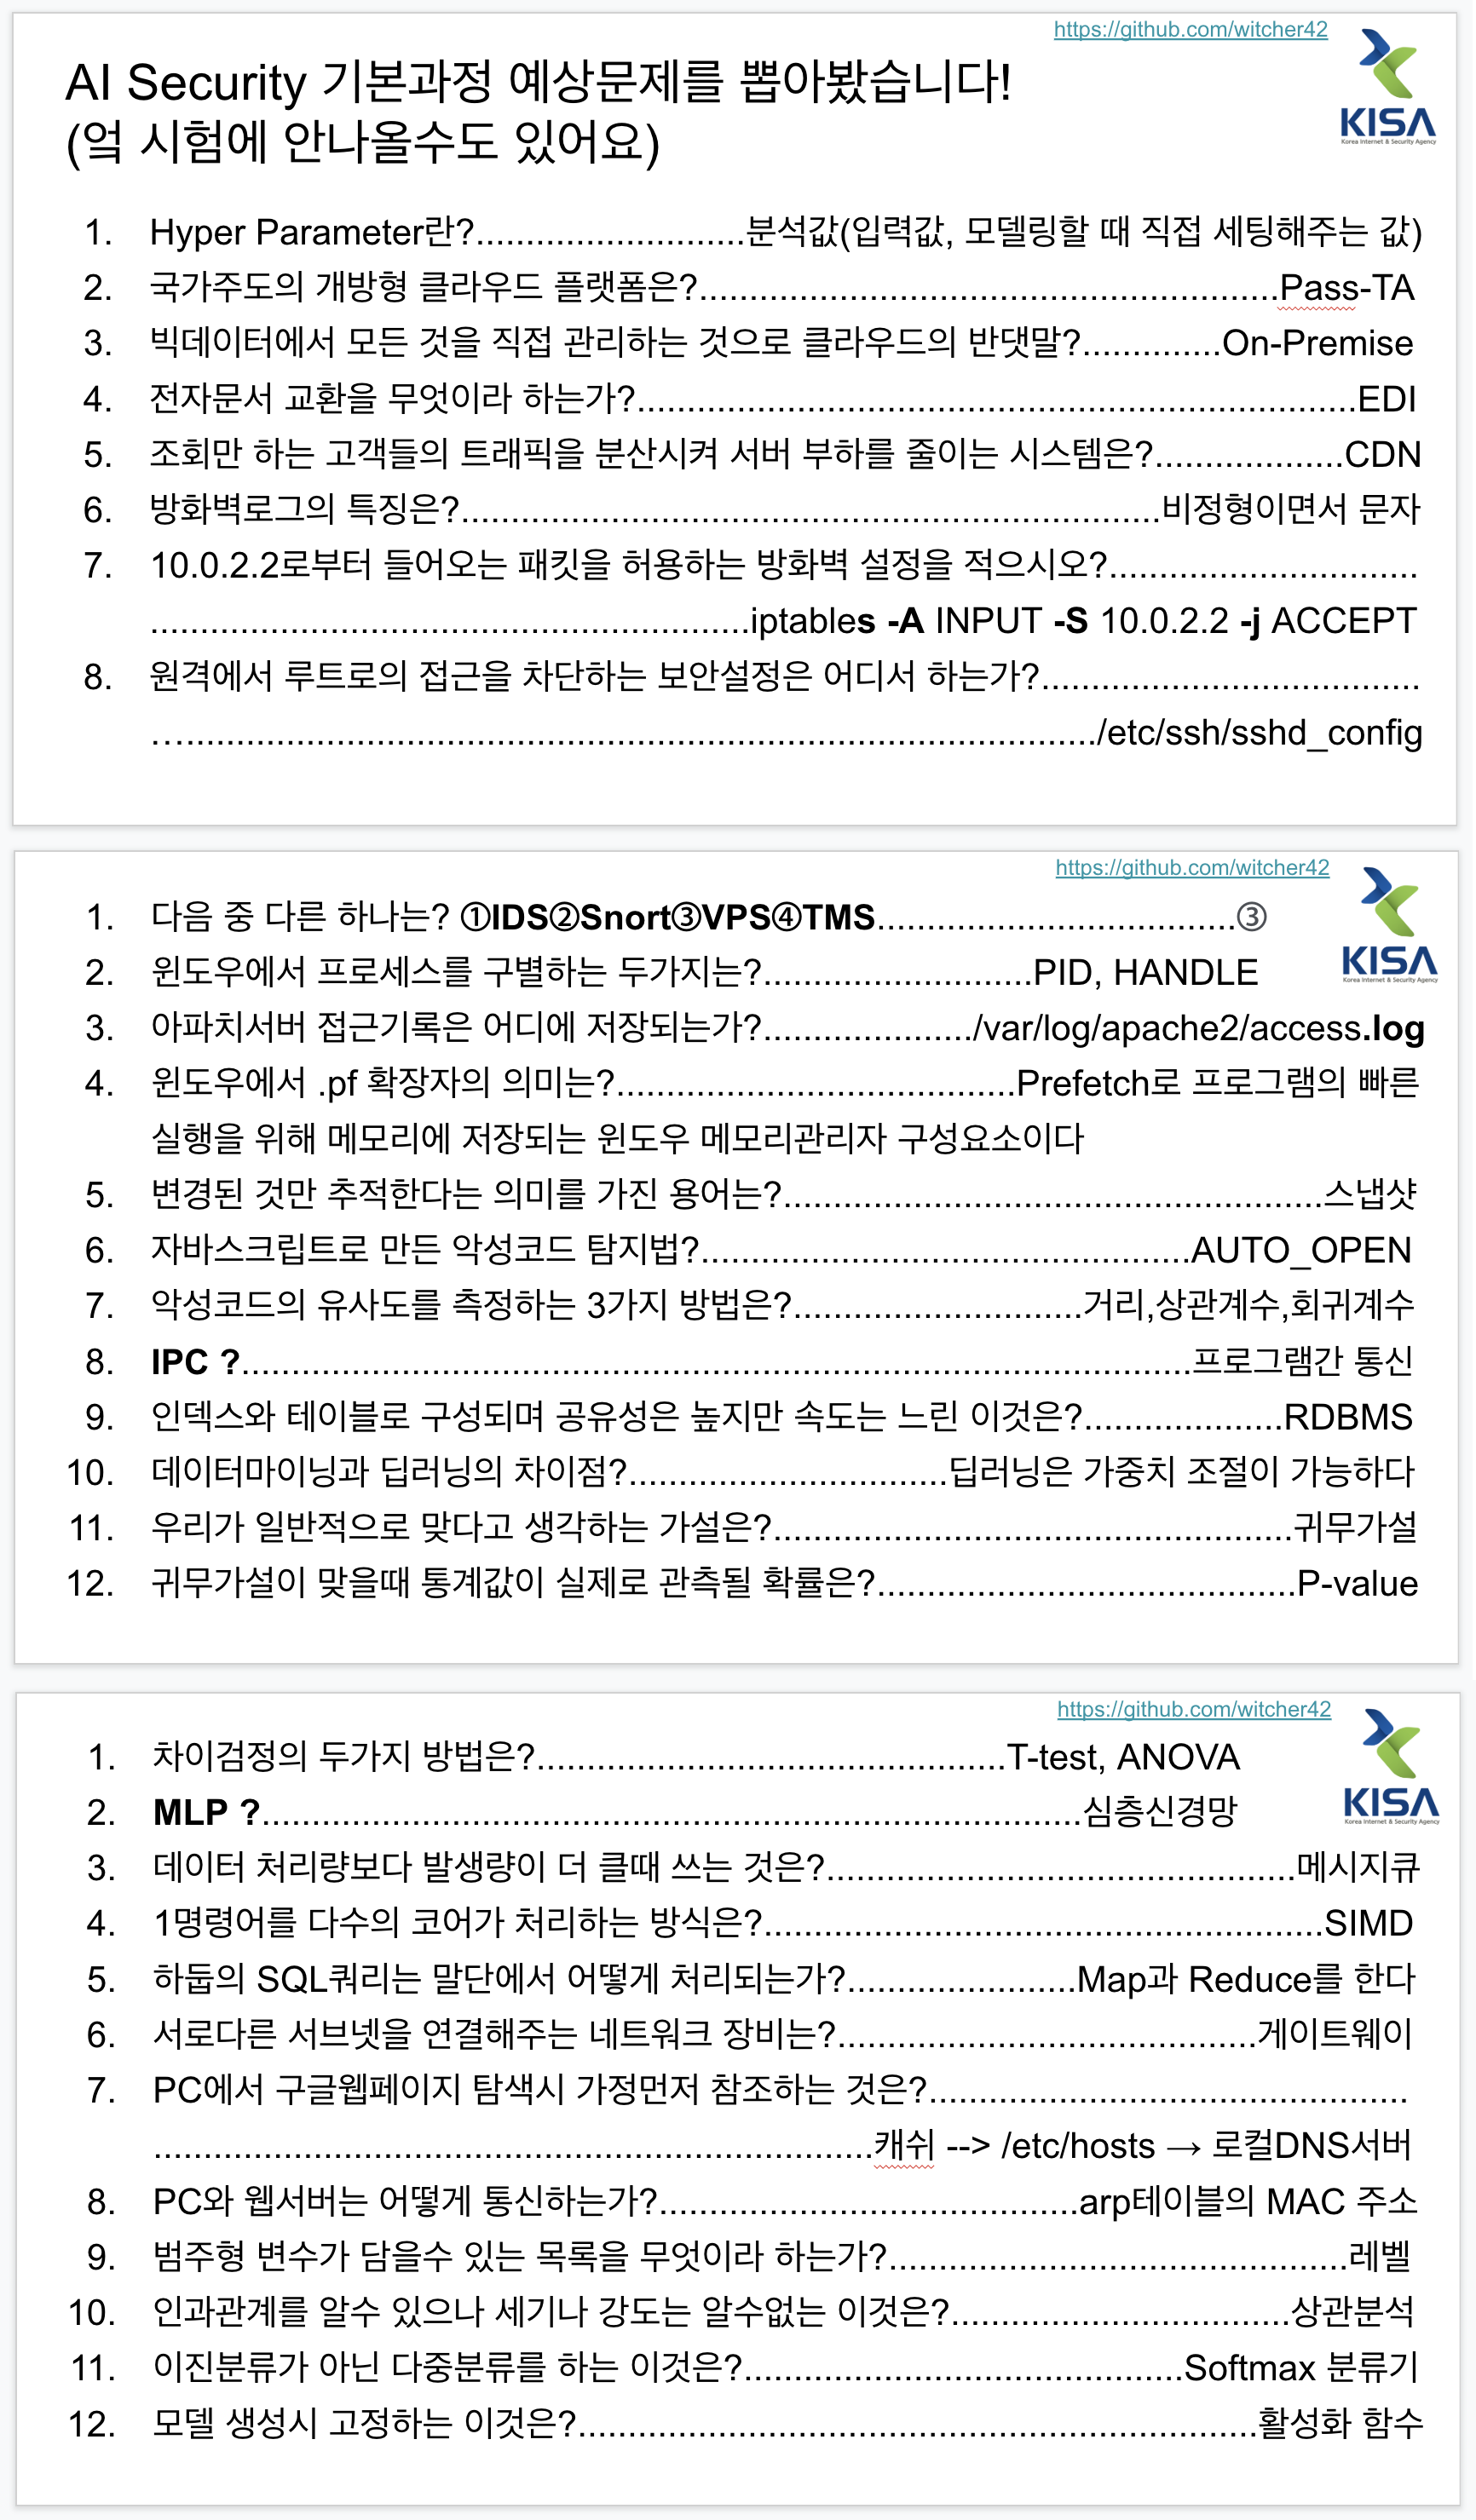 https://github.com/witcher42
AI Security 기본과정 예상문제를 뽑아봤습니다!
(엌 시험에 안나올수도 있어요)
KISA
Korea Internet & Security Agency
1. Hyper Parameter란?...........................분석값(입력값, 모델링할 때 직접 세팅해주는 값)
2. 국가주도의 개방형 클라우드 플랫폼은?..........................................................Pass-TA
3. 빅데이터에서 모든 것을 직접 관리하는 것으로 클라우드의 반댓말?..............On-Premise
4. 전자문서 교환을 무엇이라 하는가?........................................................................EDI
5. 조회만 하는 고객들의 트래픽을 분산시켜 서버 부하를 줄이는 시스템은?...................CDN
6. 방화벽로그의 특징은?......................................................................비정형이면서 문자
7. 10.0.2.2로부터 들어오는 패킷을 허용하는 방화벽 설정을 적으시오?...............................
............................................................iptables -A INPUT -S 10.0.2.2 -j ACCEPT
8. 원격에서 루트로의 접근을 차단하는 보안설정은 어디서 하는가?......................................
…............................................................................................/etc/ssh/sshd_config
https://github.com/witcher42
KISA
Korea Internet & Security Agency
1. 다음 중 다른 하나는? ①IDS②Snort③VPS④TMS....................................③
2. 윈도우에서 프로세스를 구별하는 두가지는?...........................PID, HANDLE
3. 아파치서버 접근기록은 어디에 저장되는가?...................../var/log/apache2/access.log
4. 윈도우에서 .pf 확장자의 의미는?........................................Prefetch로 프로그램의 빠른
실행을 위해 메모리에 저장되는 윈도우 메모리관리자 구성요소이다
5. 변경된 것만 추적한다는 의미를 가진 용어는?......................................................스냅샷
6. 자바스크립트로 만든 악성코드 탐지법?.................................................AUTO_OPEN
7. 악성코드의 유사도를 측정하는 3가지 방법은?.............................거리,상관계수,회귀계수
8. IPC ?...............................................................................................프로그램간 통신
9. 인덱스와 테이블로 구성되며 공유성은 높지만 속도는 느린 이것은?....................RDBMS
10. 데이터마이닝과 딥러닝의 차이점?................................딥러닝은 가중치 조절이 가능하다
11. 우리가 일반적으로 맞다고 생각하는 가설은?....................................................귀무가설
12. 귀무가설이 맞을때 통계값이 실제로 관측될 확률은?..........................................P-value
https://github.com/witcher42
KISA
Korea Internet & Security Agency
1. 차이검정의 두가지 방법은?...............................................T-test, ANOVA
2. MLP ?..................................................................................심층신경망
3. 데이터 처리량보다 발생량이 더 클때 쓰는 것은?...............................................메시지큐
4. 1명령어를 다수의 코어가 처리하는 방식은?........................................................SIMD
5. 하둡의 SQL쿼리는 말단에서 어떻게 처리되는가?.......................Map과 Reduce를 한다
6. 서로다른 서브넷을 연결해주는 네트워크 장비는?..........................................게이트웨이
7. PC에서 구글웹페이지 탐색시 가정먼저 참조하는 것은?................................................
........................................................................캐쉬 --> /etc/hosts → 로컬DNS서버
8. PC와 웹서버는 어떻게 통신하는가?..........................................arp테이블의 MAC 주소
9. 범주형 변수가 담을수 있는 목록을 무엇이라 하는가?..............................................레벨
10. 인과관계를 알수 있으나 세기나 강도는 알수없는 이것은?..................................상관분석
11. 이진분류가 아닌 다중분류를 하는 이것은?............................................Softmax 분류기
12. 모델 생성시 고정하는 이것은?....................................................................활성화 함수